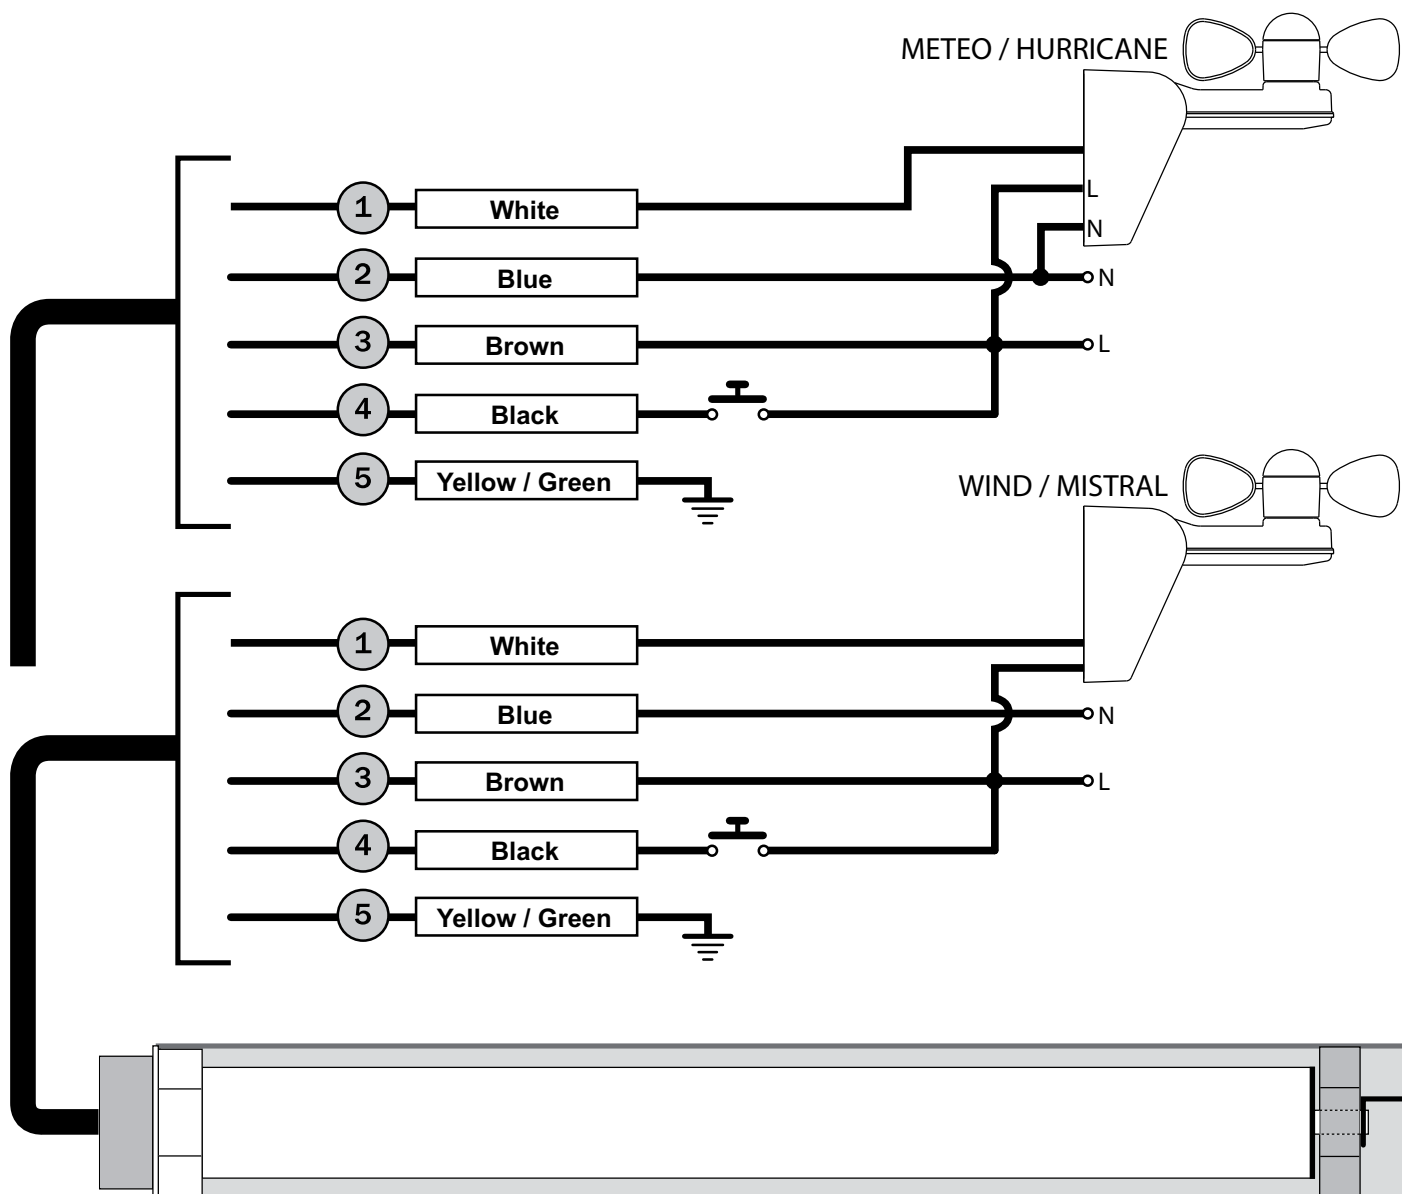 METEO / HURRICANE
1 White
L
N
2 Blue N
3 Brown L
4 Black
5 Yellow / Green
WIND / MISTRAL
1 White
2 Blue N
3 Brown L
4 Black
5 Yellow / Green